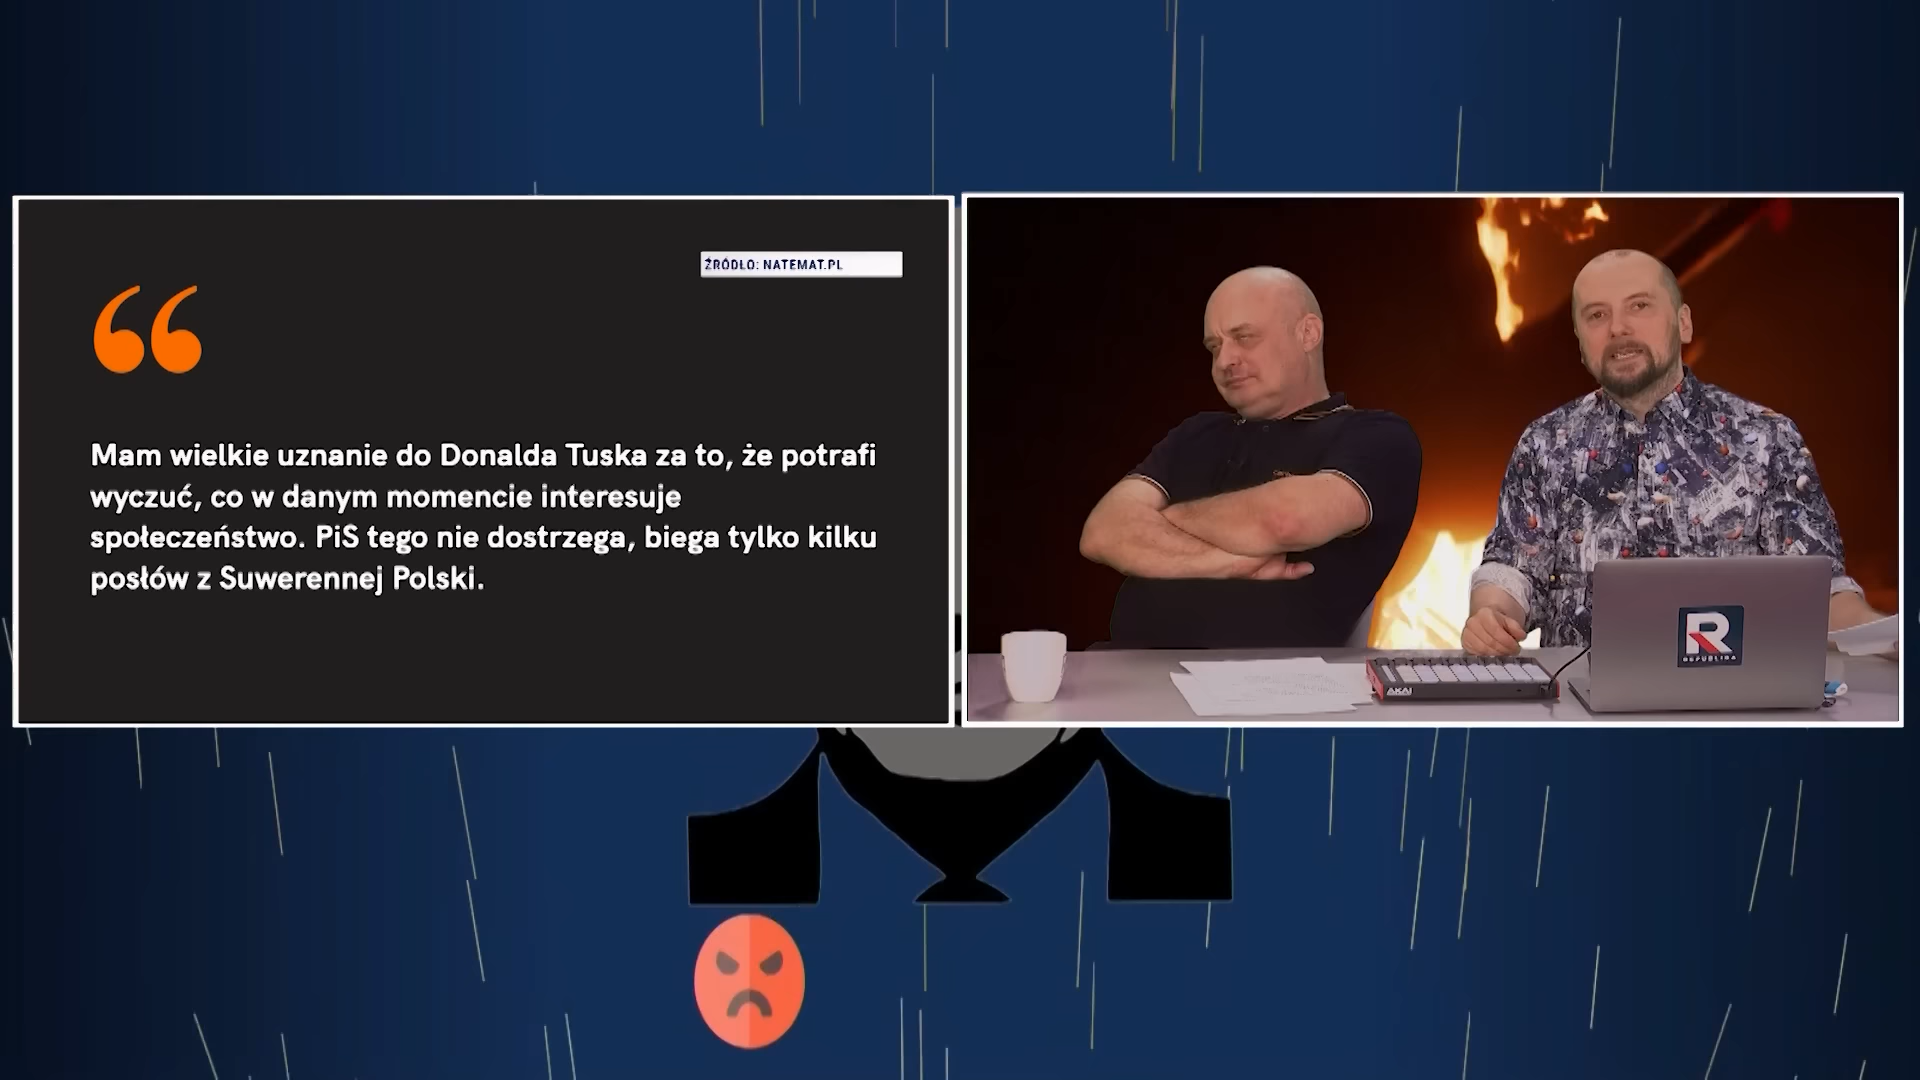 ŹRÓDŁO: NATEMAT.PL
Mam wielkie uznanie do Donalda Tuska za to, że potrafi
wyczuć, co w danym momencie interesuje
społeczeństwo. PiS tego nie dostrzega, biega tylko kilku
posłów z Suwerennej Polski.
AKAI
R
REPUBLIKA